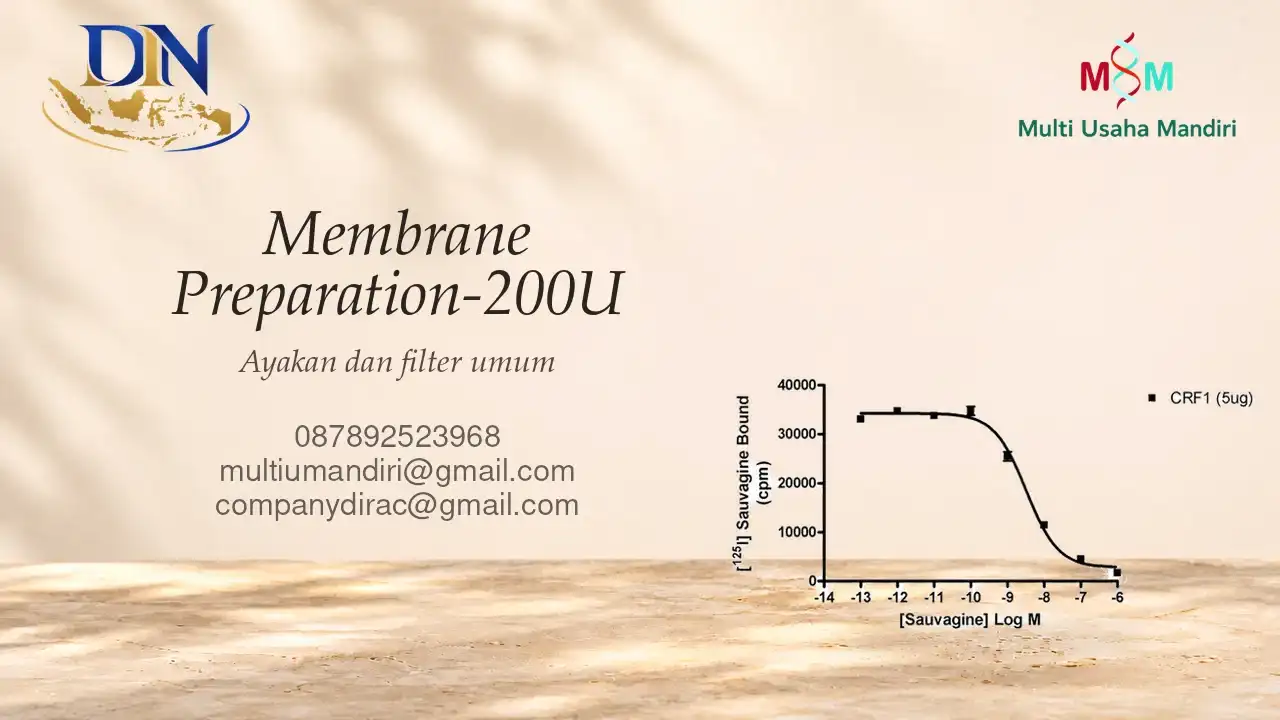 DIN
M M
Multi Usaha Mandiri
Membrane
Preparation-200U
Ayakan dan filter umum
087892523968
multiumandiri@gmail.com
companydirac@gmail.com
40000
30000
20000
10000
0
[¹²⁵I] Sauvagine Bound
(cpm)
CRF1 (5ug)
-14 -13 -12 -11 -10 -9 -8 -7 -6
[Sauvagine] Log M